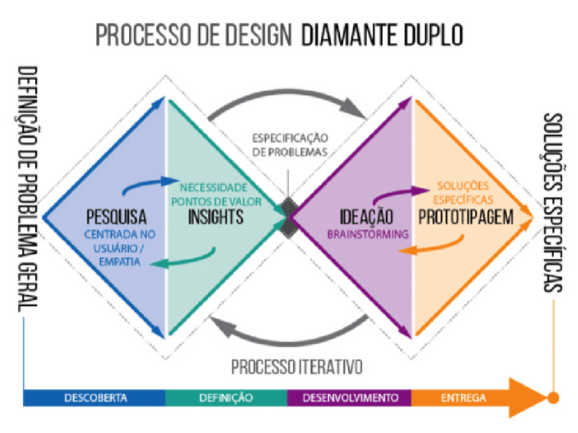 PROCESSO DE DESIGN DIAMANTE DUPLO
DEFINIÇÃO DE PROBLEMA GERAL
ESPECIFICAÇÃO
DE PROBLEMAS
PESQUISA
CENTRADA NO
USUÁRIO /
EMPATIA
NECESSIDADE
PONTOS DE VALOR
INSIGHTS
IDEAÇÃO
BRAINSTORMING
SOLUÇÕES
ESPECÍFICAS
PROTOTIPAGEM
SOLUÇÕES ESPECÍFICAS
PROCESSO ITERATIVO
DESCOBERTA
DEFINIÇÃO
DESENVOLVIMENTO
ENTREGA